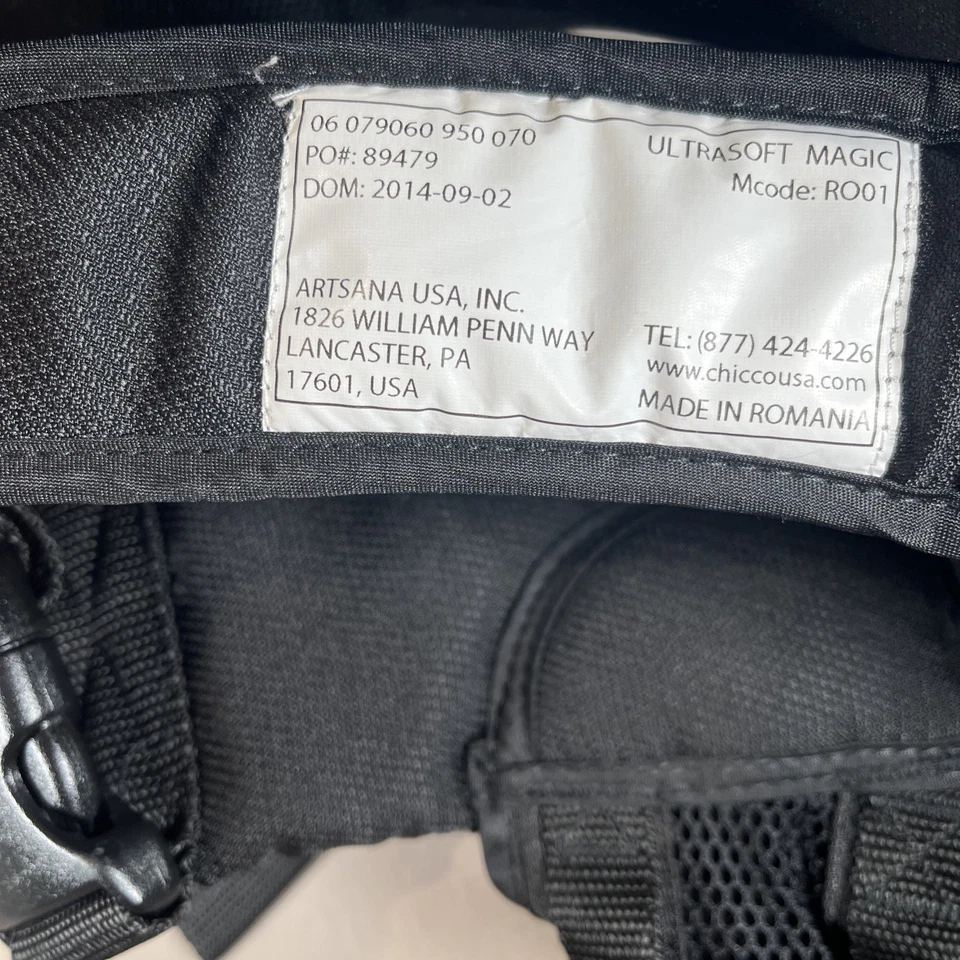 06 079060 950 070
PO#: 89479
DOM: 2014-09-02
ULTRASOFT MAGIC
Mcode: RO01
ARTSANA USA, INC.
1826 WILLIAM PENN WAY
LANCASTER, PA
17601, USA
TEL: (877) 424-4226
www.chiccousa.com
MADE IN ROMANIA